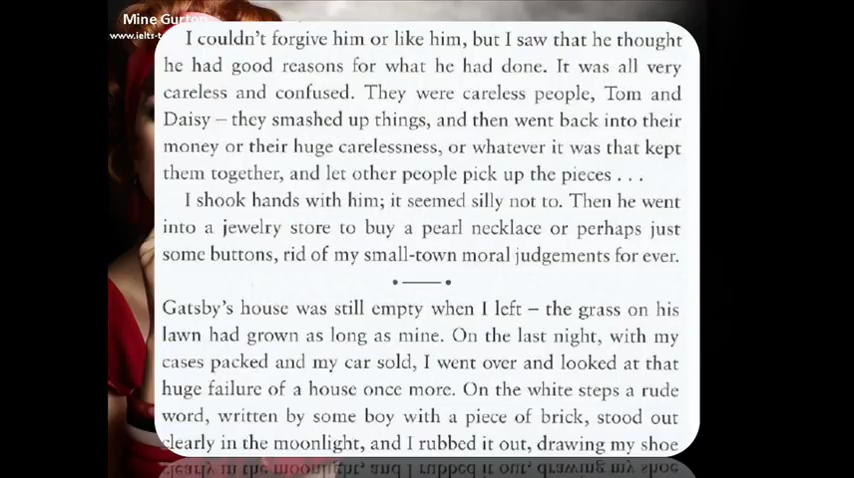 Mine Gurton
www.ielts-t
I couldn't forgive him or like him, but I saw that he thought
he had good reasons for what he had done. It was all very
careless and confused. They were careless people, Tom and
Daisy – they smashed up things, and then went back into their
money or their huge carelessness, or whatever it was that kept
them together, and let other people pick up the pieces . . .
I shook hands with him; it seemed silly not to. Then he went
into a jewelry store to buy a pearl necklace or perhaps just
some buttons, rid of my small-town moral judgements for ever.
Gatsby's house was still empty when I left – the grass on his
lawn had grown as long as mine. On the last night, with my
cases packed and my car sold, I went over and looked at that
huge failure of a house once more. On the white steps a rude
word, written by some boy with a piece of brick, stood out
clearly in the moonlight, and I rubbed it out, drawing my shoe